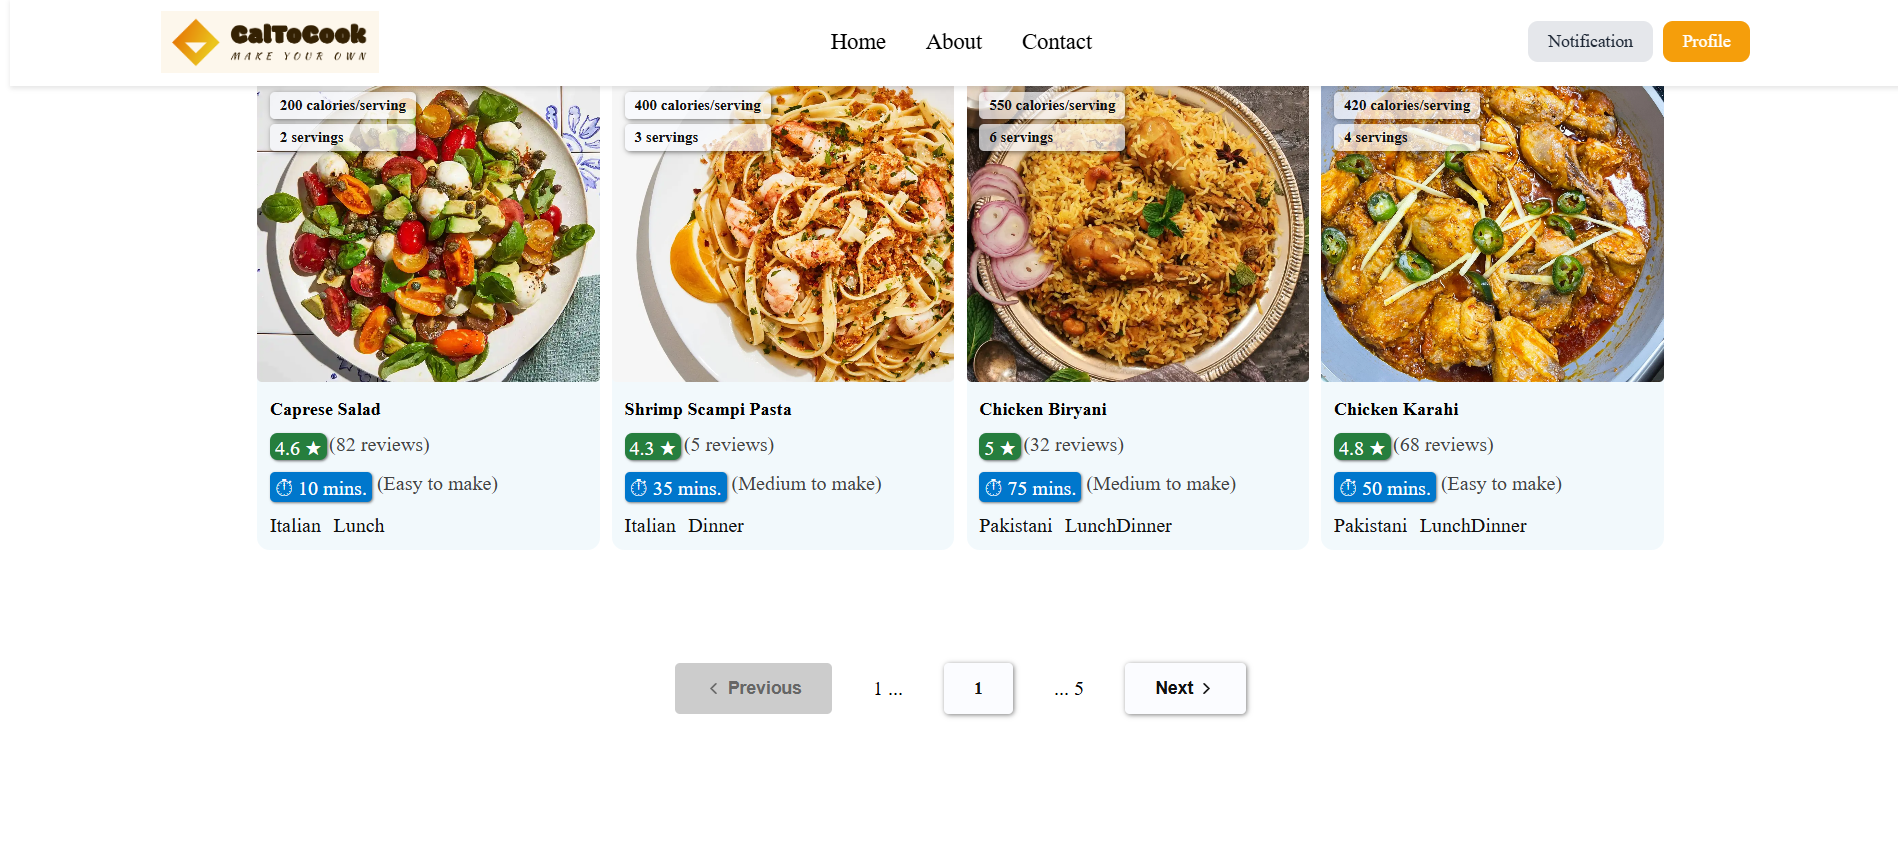 CalToCook
MAKE YOUR OWN
Home About Contact
Notification Profile
200 calories/serving
2 servings
Caprese Salad
4.6 ★ (82 reviews)
⏱ 10 mins. (Easy to make)
Italian Lunch
400 calories/serving
3 servings
Shrimp Scampi Pasta
4.3 ★ (5 reviews)
⏱ 35 mins. (Medium to make)
Italian Dinner
550 calories/serving
6 servings
Chicken Biryani
5 ★ (32 reviews)
⏱ 75 mins. (Medium to make)
Pakistani LunchDinner
420 calories/serving
4 servings
Chicken Karahi
4.8 ★ (68 reviews)
⏱ 50 mins. (Easy to make)
Pakistani LunchDinner
< Previous 1 ... 1 ... 5 Next >